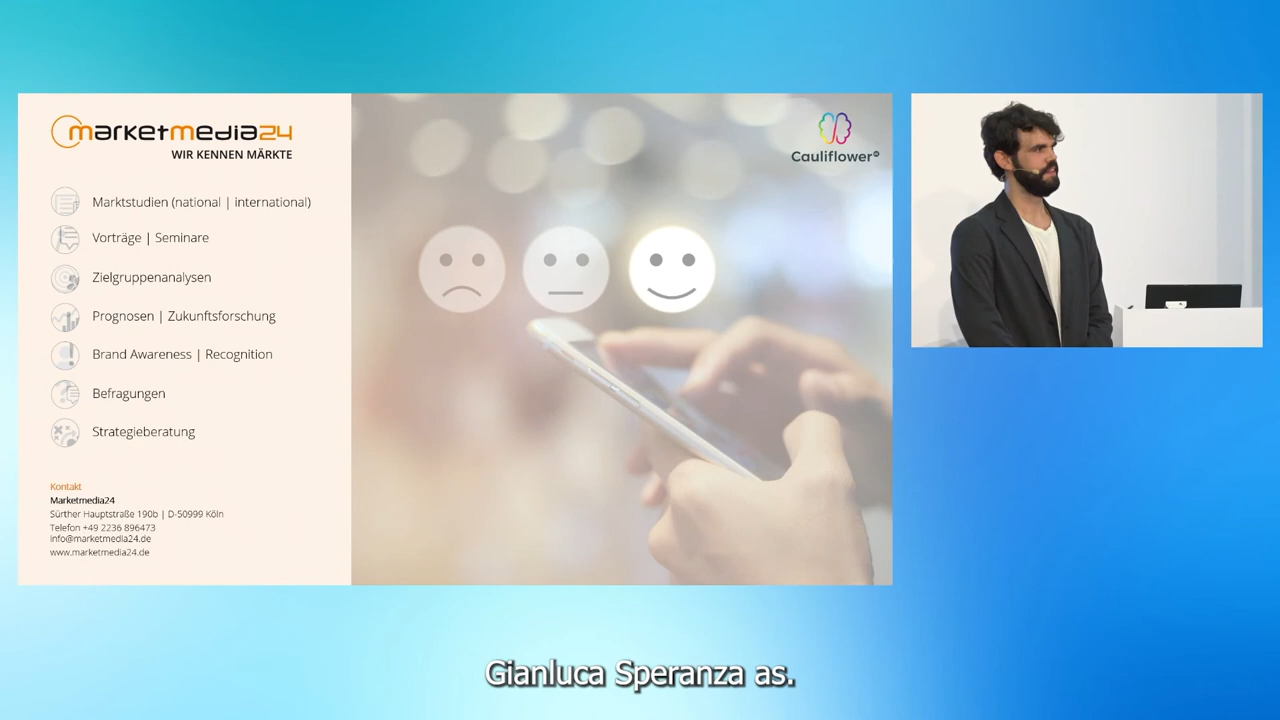 marketmedia24
WIR KENNEN MÄRKTE
Marktstudien (national | international)
Vorträge | Seminare
Zielgruppenanalysen
Prognosen | Zukunftsforschung
Brand Awareness | Recognition
Befragungen
Strategieberatung
Kontakt
Marketmedia24
Sürther Hauptstraße 190b | D-50999 Köln
Telefon +49 2236 896473
info@marketmedia24.de
www.marketmedia24.de
Cauliflower
Gianluca Speranza as.